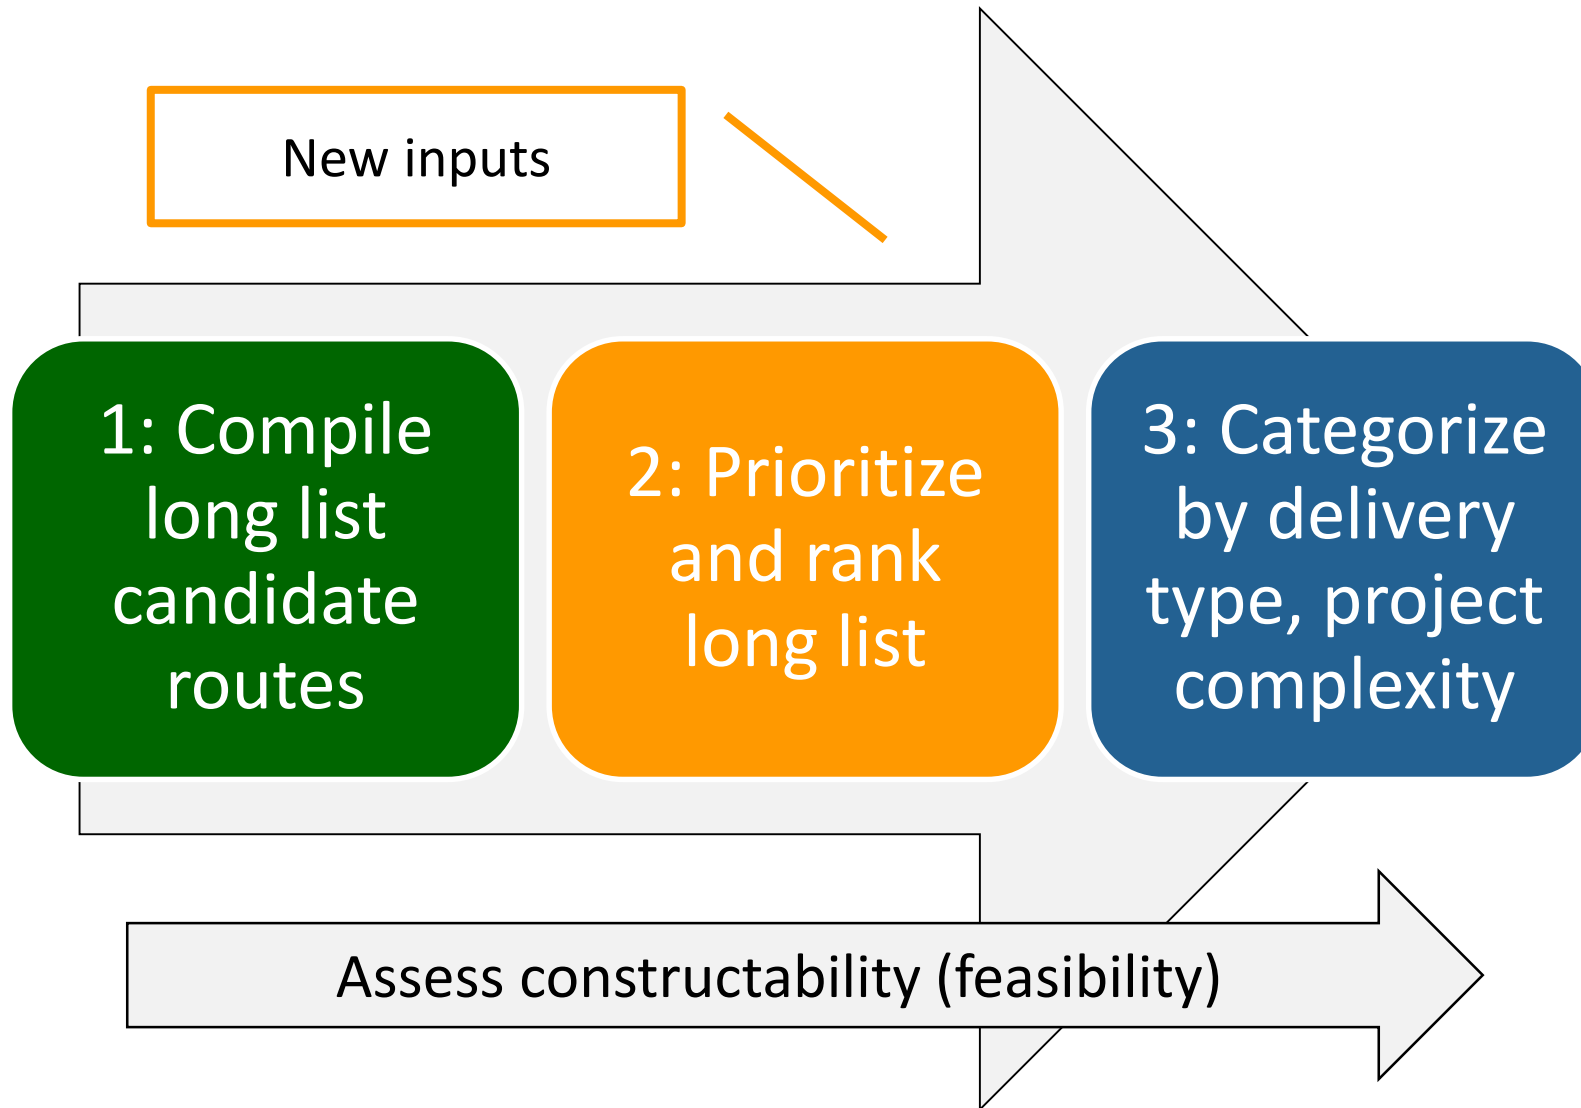 New inputs
1: Compile
long list
candidate
routes
2: Prioritize
and rank
long list
3: Categorize
by delivery
type, project
complexity
Assess constructability (feasibility)